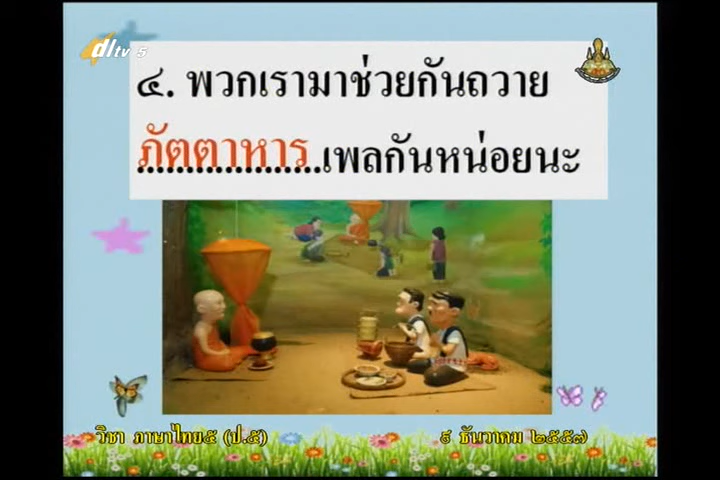 dltv 5
๔. พวกเรามาช่วยกันถวาย
ภัตตาหาร เพลกันหน่อยนะ
วิชา ภาษาไทย๕ (ป.๕)
๙ ธันวาคม ๒๕๕๗